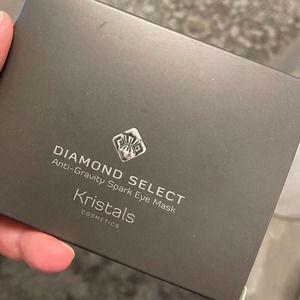 DIAMOND SELECT
Anti-Gravity Spark Eye Mask
Kristals
COSMETICS